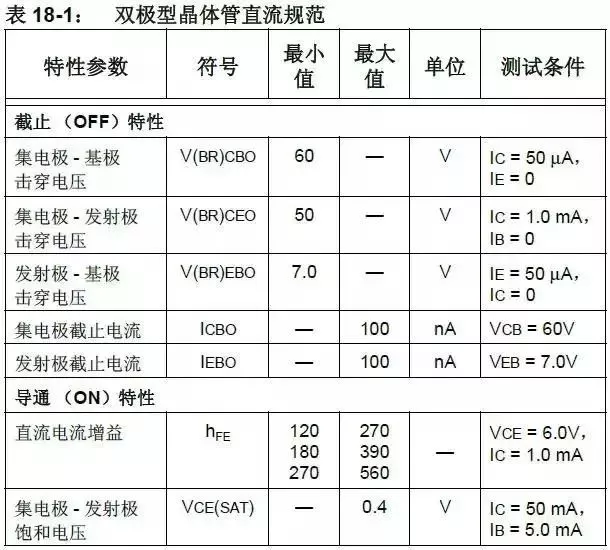 表 18-1： 双极型晶体管直流规范
特性参数 符号 最小值 最大值 单位 测试条件
截止 （OFF）特性
集电极 - 基极 V(BR)CBO 60 — V IC = 50 μA，
击穿电压 IE = 0
集电极 - 发射极 V(BR)CEO 50 — V IC = 1.0 mA，
击穿电压 IB = 0
发射极 - 基极 V(BR)EBO 7.0 — V IE = 50 μA，
击穿电压 IC = 0
集电极截止电流 ICBO — 100 nA VCB = 60V
发射极截止电流 IEBO — 100 nA VEB = 7.0V
导通 （ON）特性
直流电流增益 hFE 120 270 VCE = 6.0V，
180 390 — IC = 1.0 mA
270 560
集电极 - 发射极 VCE(SAT) — 0.4 V IC = 50 mA，
饱和电压 IB = 5.0 mA